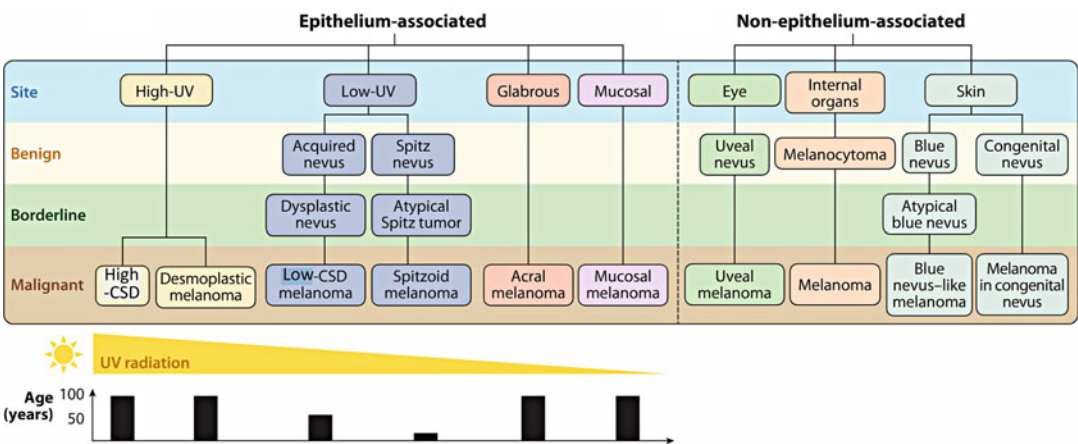 Epithelium-associated
Non-epithelium-associated
Site
High-UV
Low-UV
Glabrous
Mucosal
Eye
Internal
organs
Skin
Benign
Acquired
nevus
Spitz
nevus
Uveal
nevus
Melanocytoma
Blue
nevus
Congenital
nevus
Borderline
Dysplastic
nevus
Atypical
Spitz tumor
Atypical
blue nevus
Malignant
High
-CSD
Desmoplastic
melanoma
Low-CSD
melanoma
Spitzoid
melanoma
Acral
melanoma
Mucosal
melanoma
Uveal
melanoma
Melanoma
Blue
nevus–like
melanoma
Melanoma
in congenital
nevus
UV radiation
Age
(years)
100
50